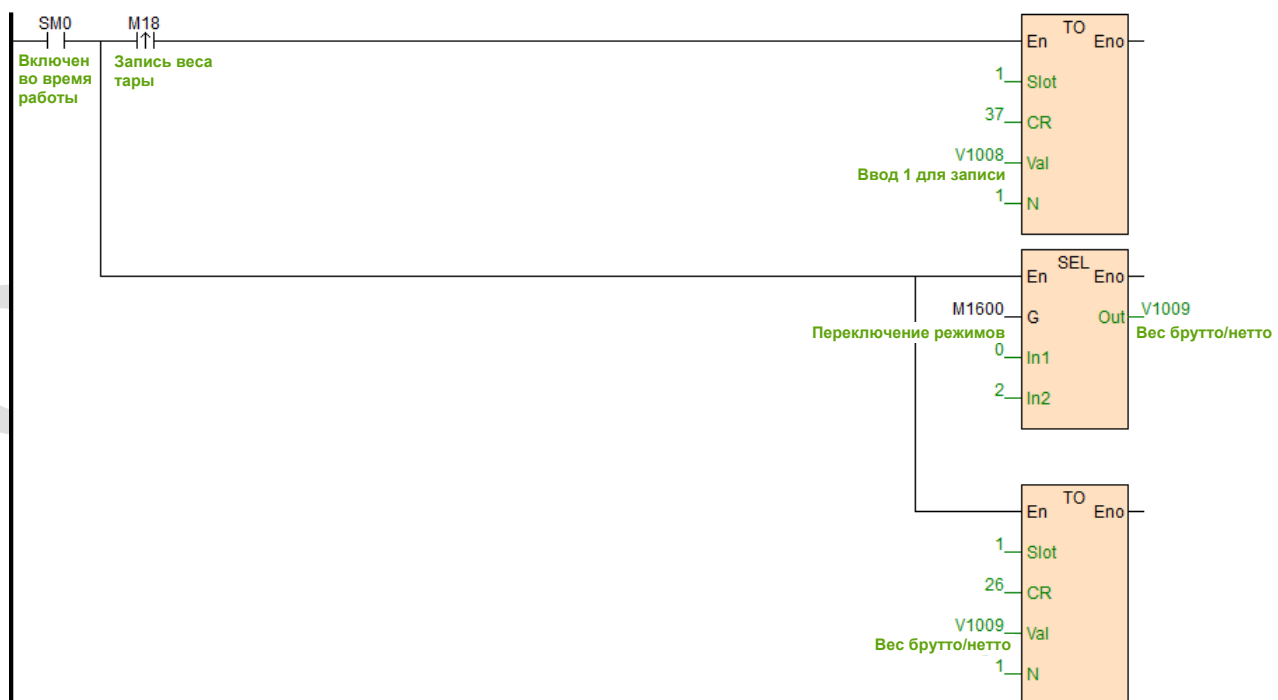 SM0 M18
Включен
во время
работы
Запись веса
тары
TO
En Eno
1 Slot
37 CR
V1008 Val
Ввод 1 для записи
1 N
SEL
En Eno
M1600 G Out V1009
Переключение режимов
Вес брутто/нетто
0 In1
2 In2
TO
En Eno
1 Slot
26 CR
V1009 Val
Вес брутто/нетто
1 N